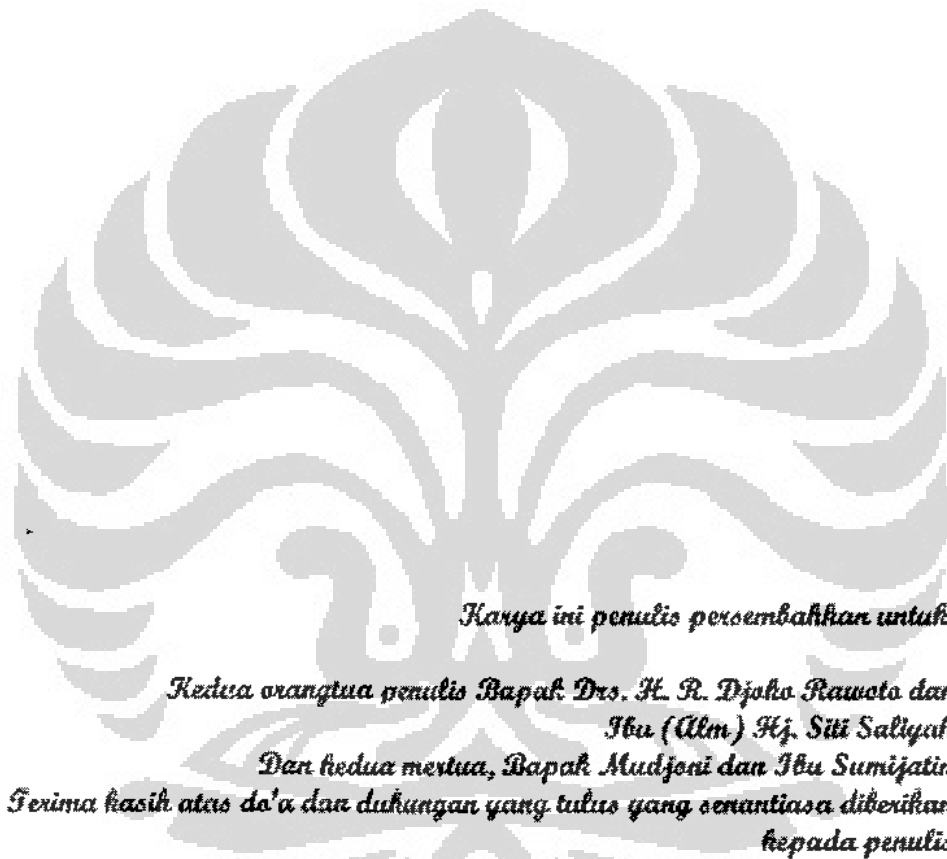 Karya ini penulis persembahkan untuk
Kedua orangtua penulis Bapak Drs. H. R. Djoko Rawoto dan
Ibu (Alm) Hj. Siti Saliyah
Dan kedua mertua, Bapak Mudjoni dan Ibu Sumijatin
Terima kasih atas do'a dan dukungan yang tulus yang senantiasa diberikan
kepada penulis